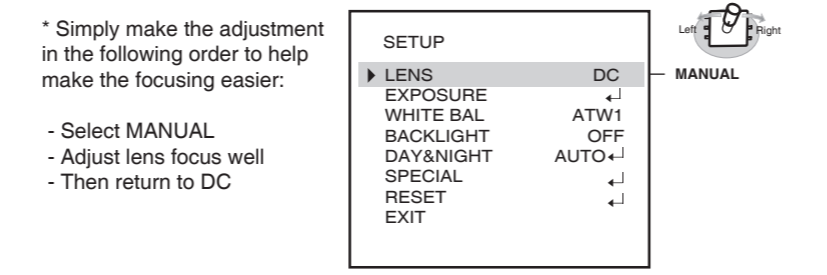 * Simply make the adjustment
in the following order to help
make the focusing easier:
- Select MANUAL
- Adjust lens focus well
- Then return to DC
SETUP
LENS DC
EXPOSURE ↵
WHITE BAL ATW1
BACKLIGHT OFF
DAY&NIGHT AUTO↵
SPECIAL ↵
RESET ↵
EXIT
Left Right
MANUAL